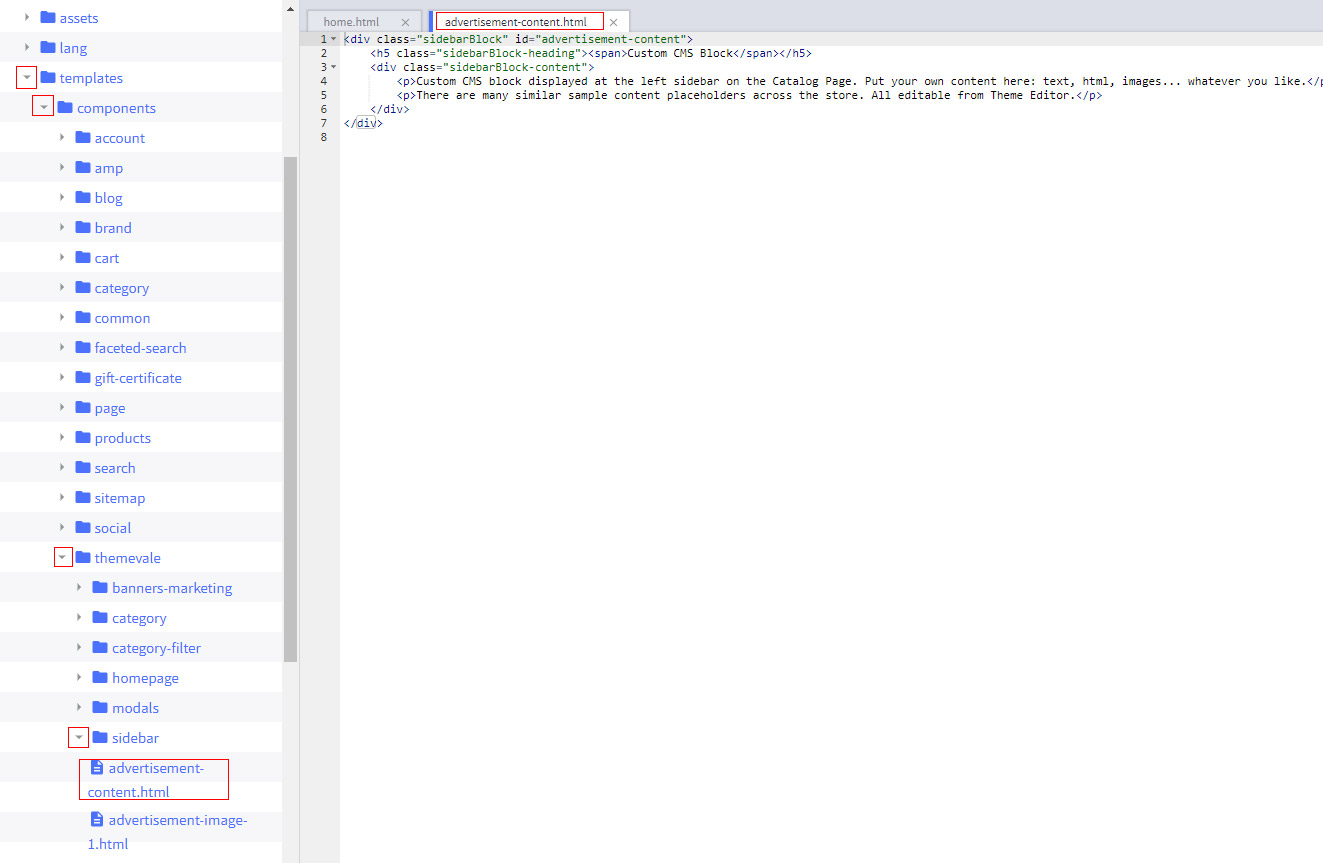 assets
lang
templates
components
account
amp
blog
brand
cart
category
common
faceted-search
gift-certificate
page
products
search
sitemap
social
themevale
banners-marketing
category
category-filter
homepage
modals
sidebar
advertisement-
content.html
advertisement-image-
1.html
home.html
advertisement-content.html
1 <div class="sidebarBlock" id="advertisement-content">
2 <h5 class="sidebarBlock-heading"><span>Custom CMS Block</span></h5>
3 <div class="sidebarBlock-content">
4 <p>Custom CMS block displayed at the left sidebar on the Catalog Page. Put your own content here: text, html, images... whatever you like.</p
5 <p>There are many similar sample content placeholders across the store. All editable from Theme Editor.</p>
6 </div>
7 </div>
8